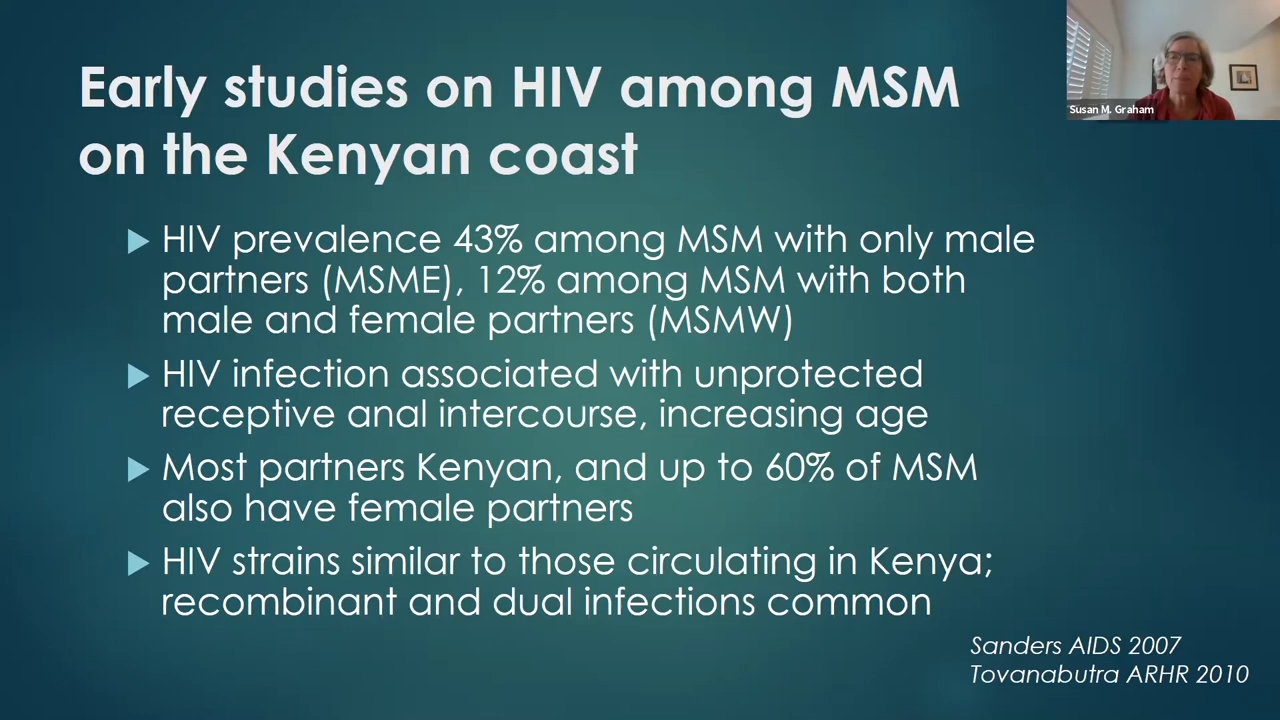 Early studies on HIV among MSM
on the Kenyan coast
Susan M. Graham
HIV prevalence 43% among MSM with only male
partners (MSME), 12% among MSM with both
male and female partners (MSMW)
HIV infection associated with unprotected
receptive anal intercourse, increasing age
Most partners Kenyan, and up to 60% of MSM
also have female partners
HIV strains similar to those circulating in Kenya;
recombinant and dual infections common
Sanders AIDS 2007
Tovanabutra ARHR 2010